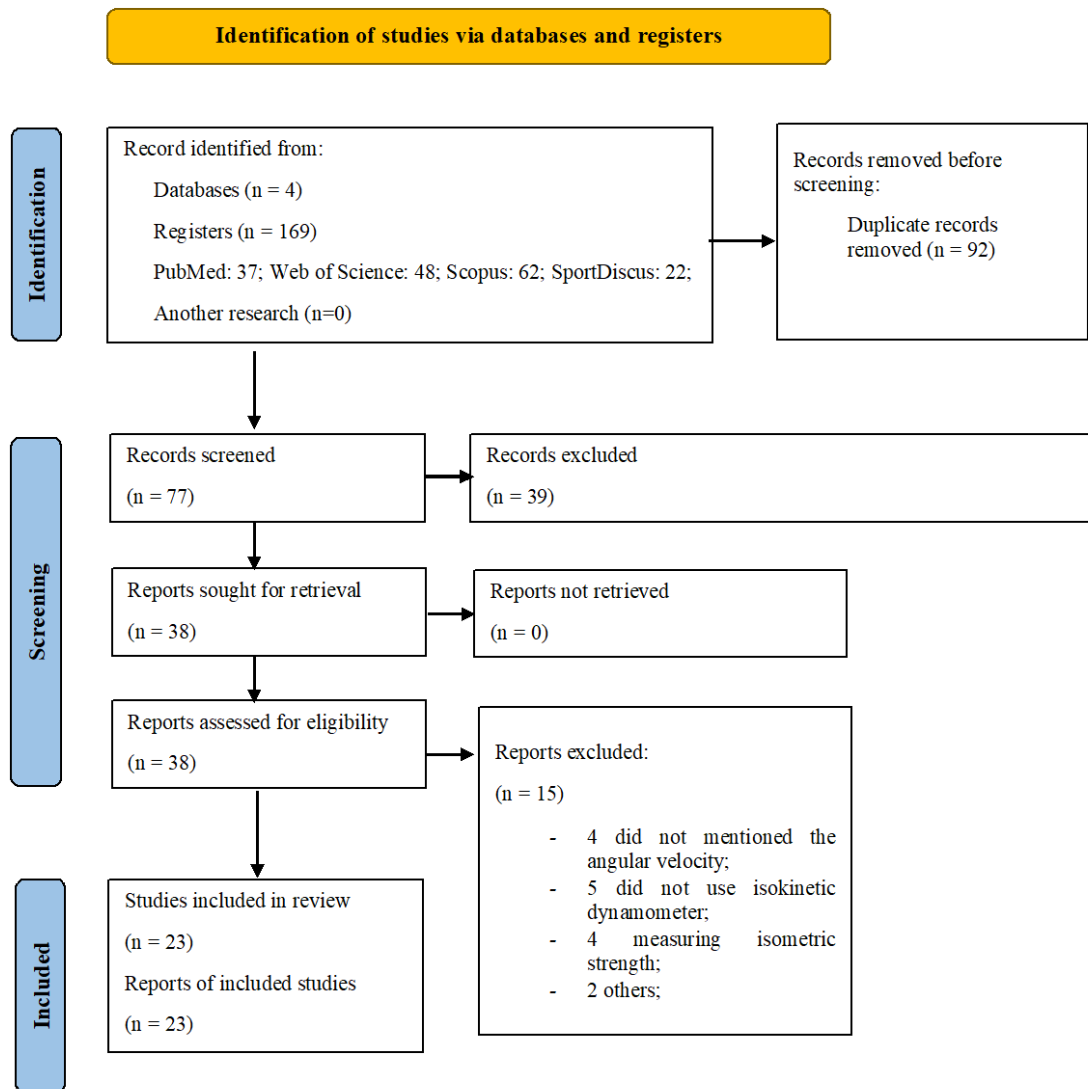 Identification of studies via databases and registers
Identification
Record identified from:
Databases (n = 4)
Registers (n = 169)
PubMed: 37; Web of Science: 48; Scopus: 62; SportDiscus: 22;
Another research (n=0)
Records removed before
screening:
Duplicate records
removed (n = 92)
Screening
Records screened
(n = 77)
Records excluded
(n = 39)
Reports sought for retrieval
(n = 38)
Reports not retrieved
(n = 0)
Reports assessed for eligibility
(n = 38)
Reports excluded:
(n = 15)
- 4 did not mentioned the
angular velocity;
- 5 did not use isokinetic
dynamometer;
- 4 measuring isometric
strength;
- 2 others;
Included
Studies included in review
(n = 23)
Reports of included studies
(n = 23)